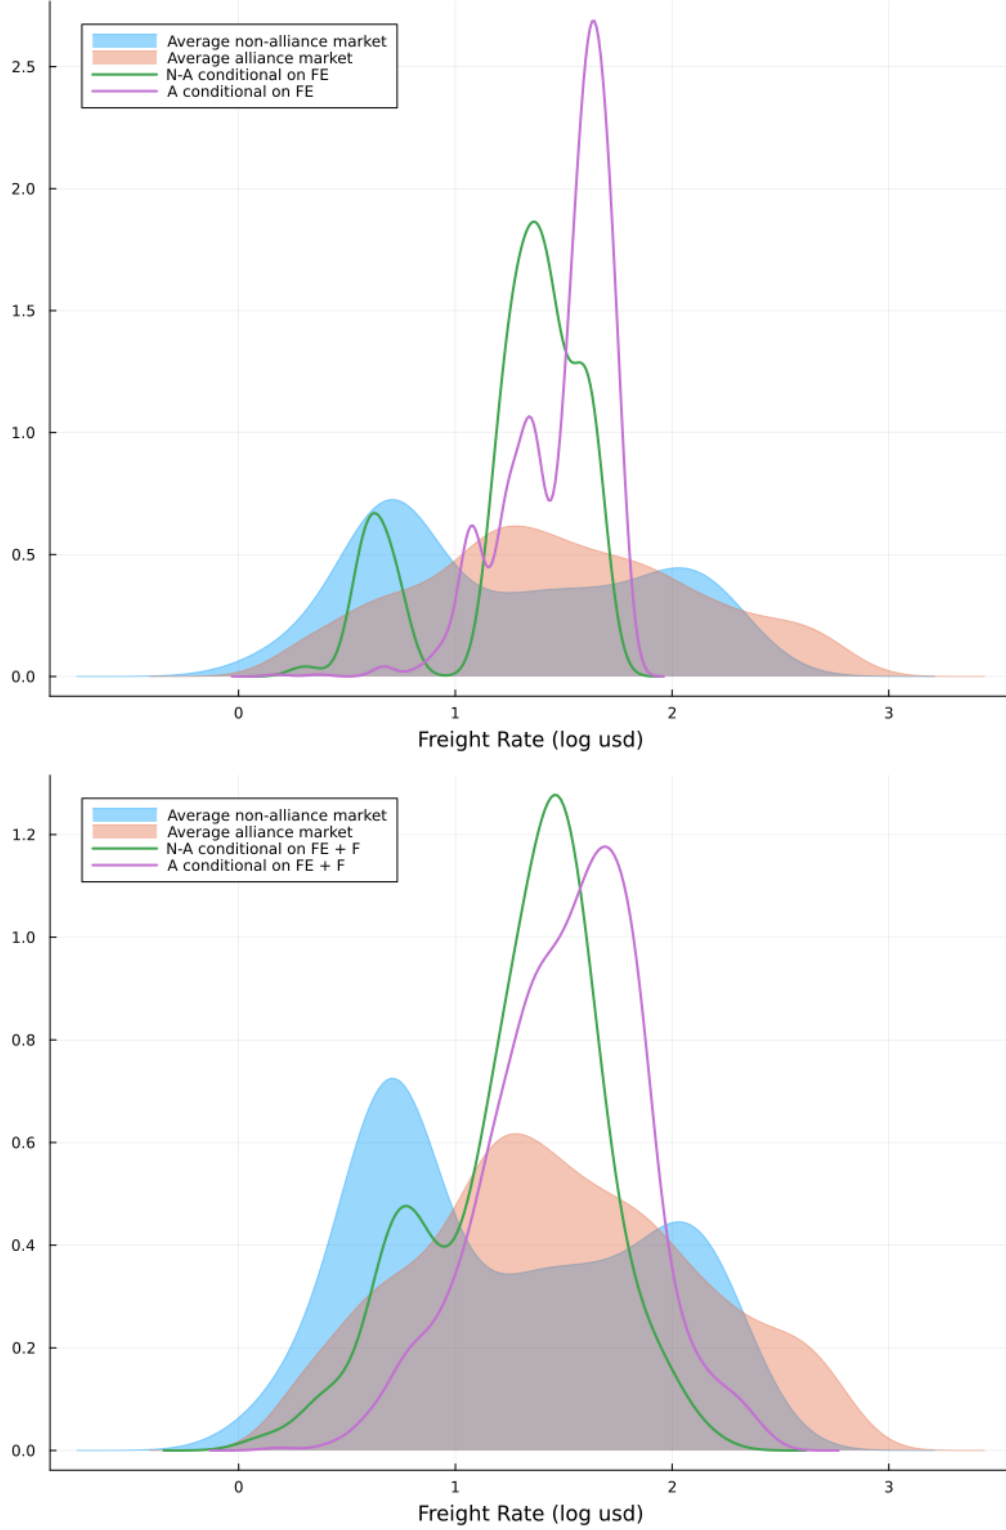 Average non-alliance market
Average alliance market
N-A conditional on FE
A conditional on FE
2.5
2.0
1.5
1.0
0.5
0.0
0 1 2 3
Freight Rate (log usd)
Average non-alliance market
Average alliance market
N-A conditional on FE + F
A conditional on FE + F
1.2
1.0
0.8
0.6
0.4
0.2
0.0
0 1 2 3
Freight Rate (log usd)